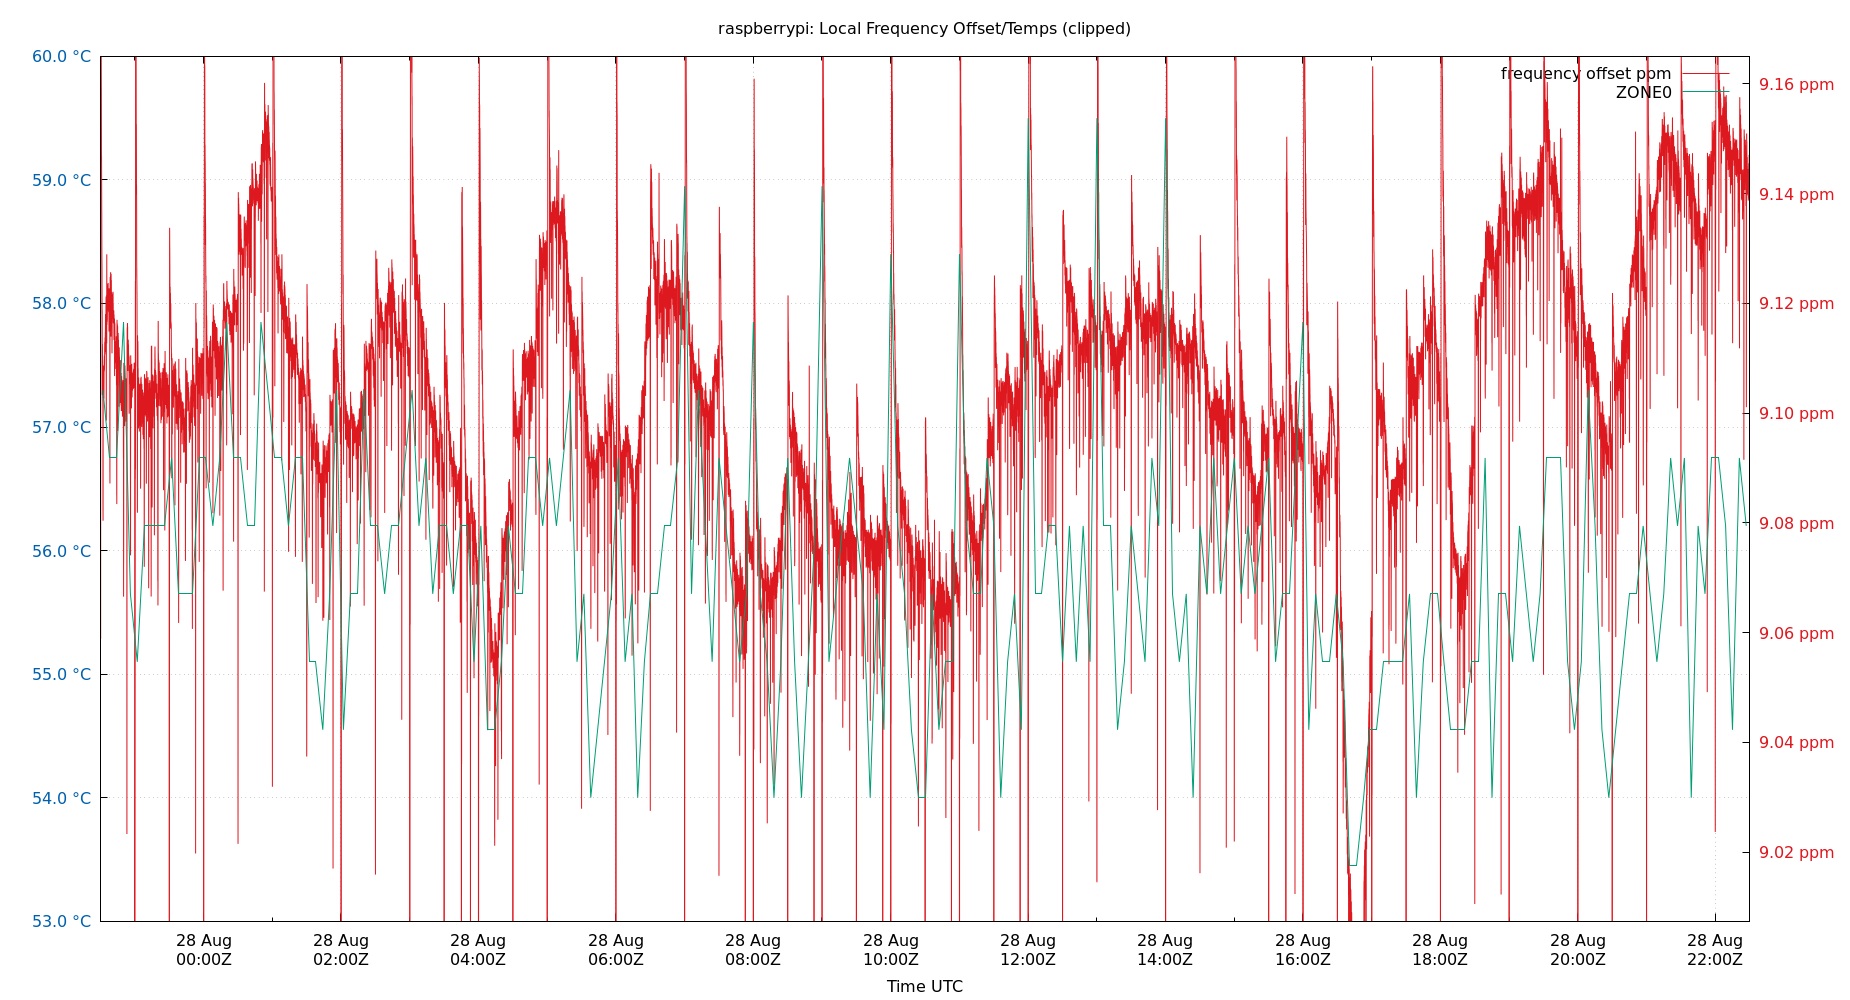 raspberrypi: Local Frequency Offset/Temps (clipped)
60.0 °C
59.0 °C
58.0 °C
57.0 °C
56.0 °C
55.0 °C
54.0 °C
53.0 °C
frequency offset ppm
ZONE0
9.16 ppm
9.14 ppm
9.12 ppm
9.10 ppm
9.08 ppm
9.06 ppm
9.04 ppm
9.02 ppm
28 Aug 28 Aug 28 Aug 28 Aug 28 Aug 28 Aug 28 Aug 28 Aug 28 Aug 28 Aug 28 Aug 28 Aug
00:00Z 02:00Z 04:00Z 06:00Z 08:00Z 10:00Z 12:00Z 14:00Z 16:00Z 18:00Z 20:00Z 22:00Z
Time UTC